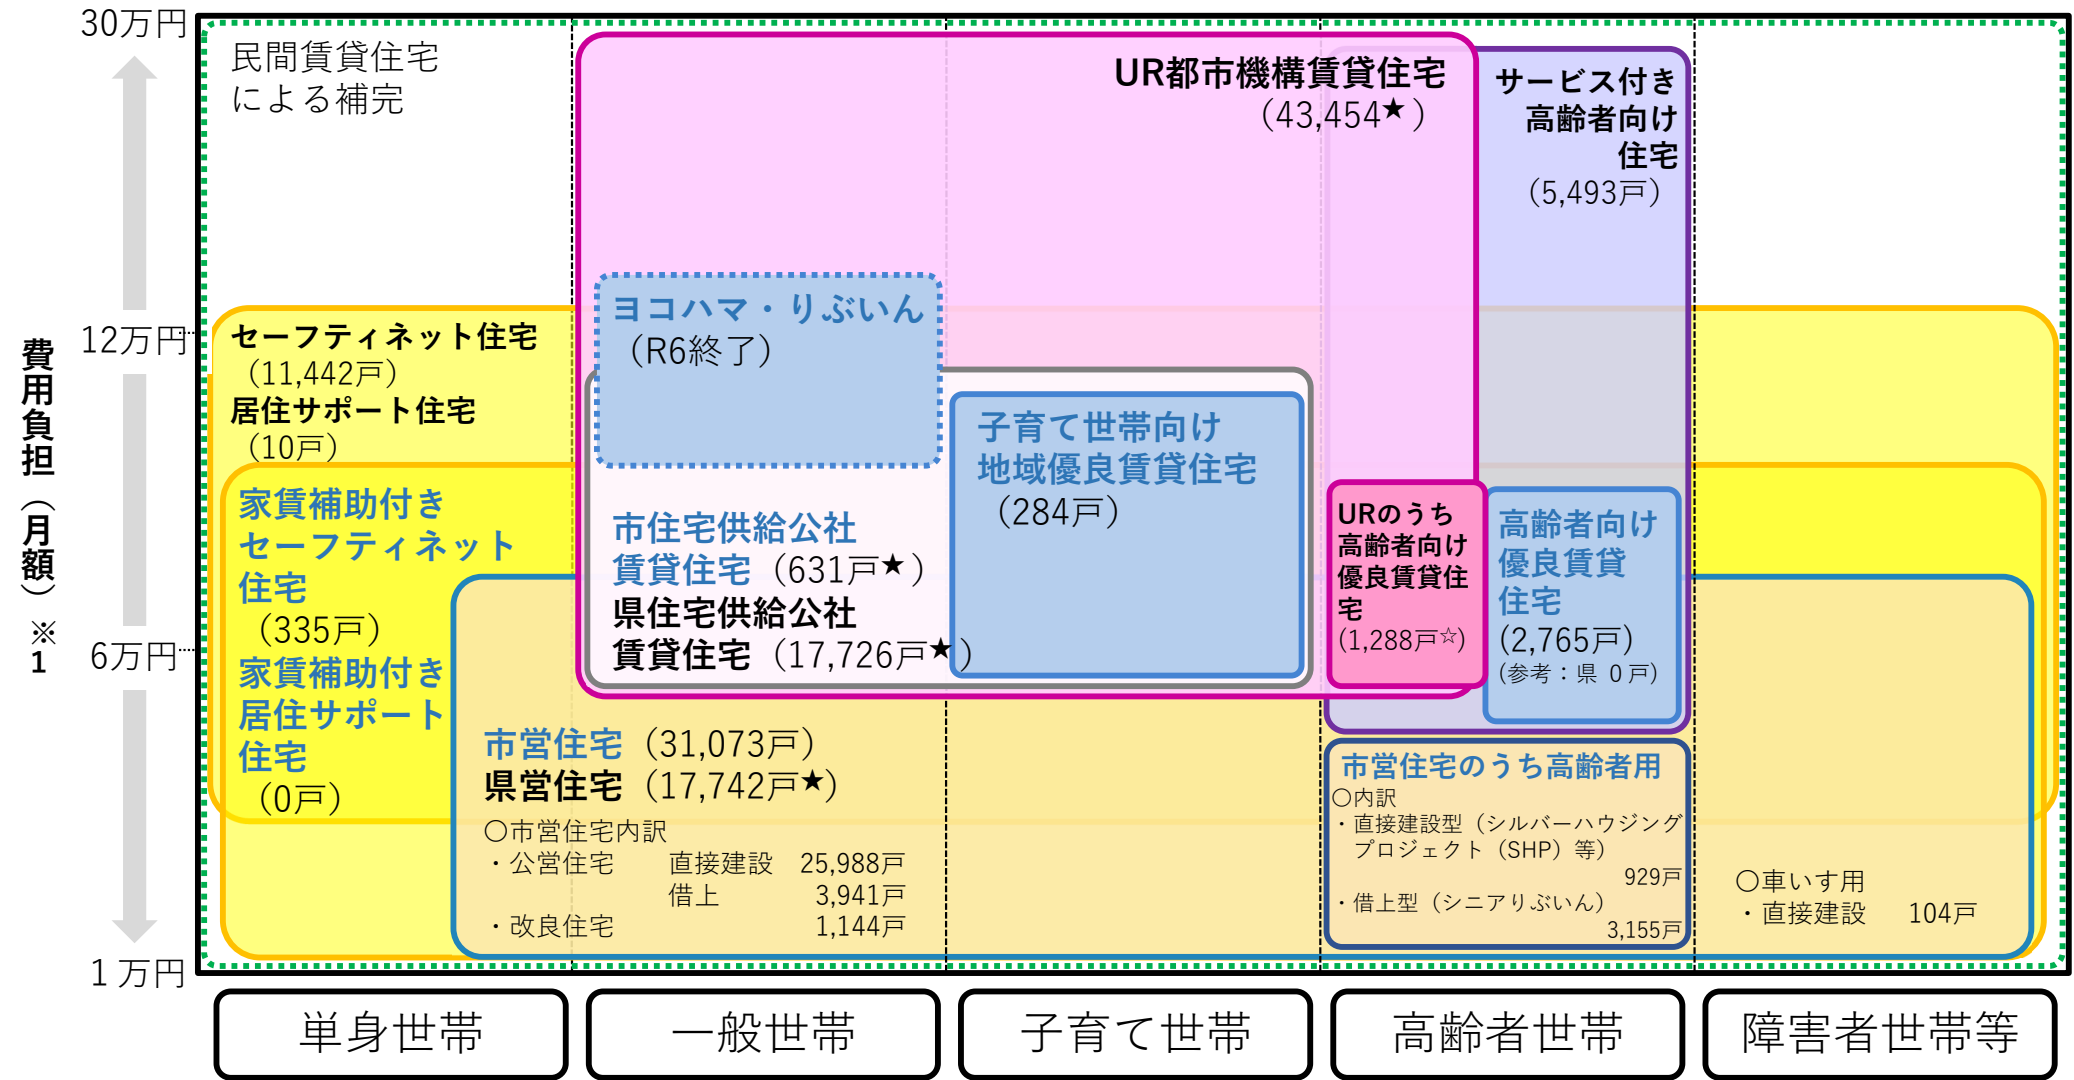 30万円
12万円
6万円
１万円
費用負担（月額）※1
民間賃貸住宅
による補完
UR都市機構賃貸住宅
（43,454★）
サービス付き
高齢者向け
住宅
（5,493戸）
ヨコハマ・りぶいん
（R6終了）
セーフティネット住宅
（11,442戸）
居住サポート住宅
（10戸）
子育て世帯向け
地域優良賃貸住宅
（284戸）
家賃補助付き
セーフティネット
住宅
（335戸）
家賃補助付き
居住サポート
住宅
（0戸）
市住宅供給公社
賃貸住宅（631戸★）
県住宅供給公社
賃貸住宅（17,726戸★）
URのうち
高齢者向け
優良賃貸住
宅
(1,288戸☆)
高齢者向け
優良賃貸
住宅
(2,765戸)
(参考：県 ０戸)
市営住宅（31,073戸）
県営住宅（17,742戸★）
〇市営住宅内訳
・公営住宅 直接建設 25,988戸
借上 3,941戸
・改良住宅 1,144戸
市営住宅のうち高齢者用
〇内訳
・直接建設型（シルバーハウジング
プロジェクト（SHP）等）
929戸
・借上型（シニアりぶいん）
3,155戸
〇車いす用
・直接建設 104戸
単身世帯
一般世帯
子育て世帯
高齢者世帯
障害者世帯等